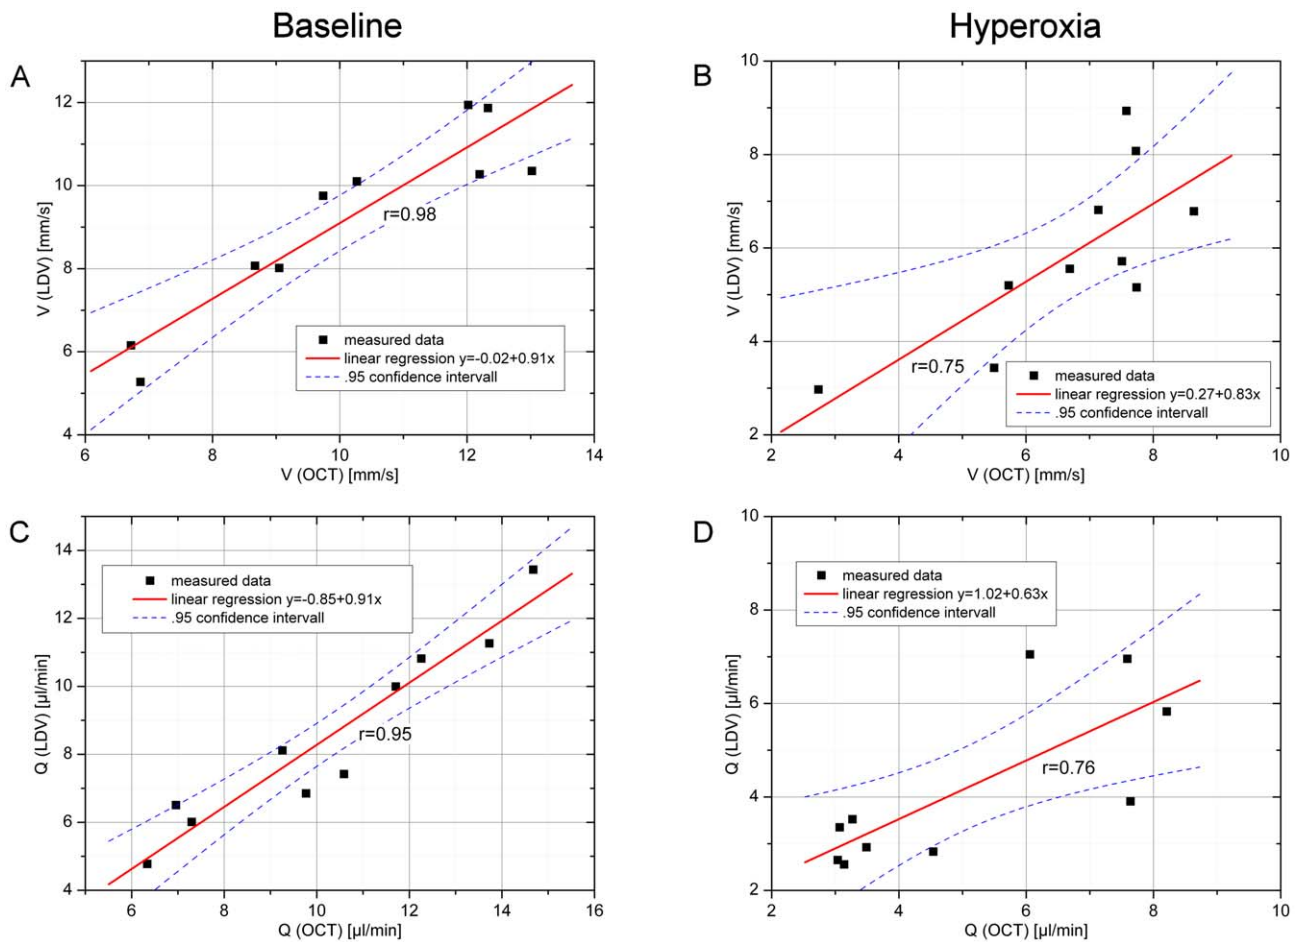 Baseline
Hyperoxia
A
12
10
8
6
4
V (LDV) [mm/s]
r=0.98
measured data
linear regression y=-0.02+0.91x
.95 confidence intervall
6 8 10 12 14
V (OCT) [mm/s]
B
10
8
6
4
2
V (LDV) [mm/s]
r=0.75
measured data
linear regression y=0.27+0.83x
.95 confidence intervall
2 4 6 8 10
V (OCT) [mm/s]
C
14
12
10
8
6
4
Q (LDV) [µl/min]
measured data
linear regression y=-0.85+0.91x
.95 confidence intervall
r=0.95
6 8 10 12 14 16
Q (OCT) [µl/min]
D
10
8
6
4
2
Q (LDV) [µl/min]
measured data
linear regression y=1.02+0.63x
.95 confidence intervall
r=0.76
2 4 6 8 10
Q (OCT) [µl/min]